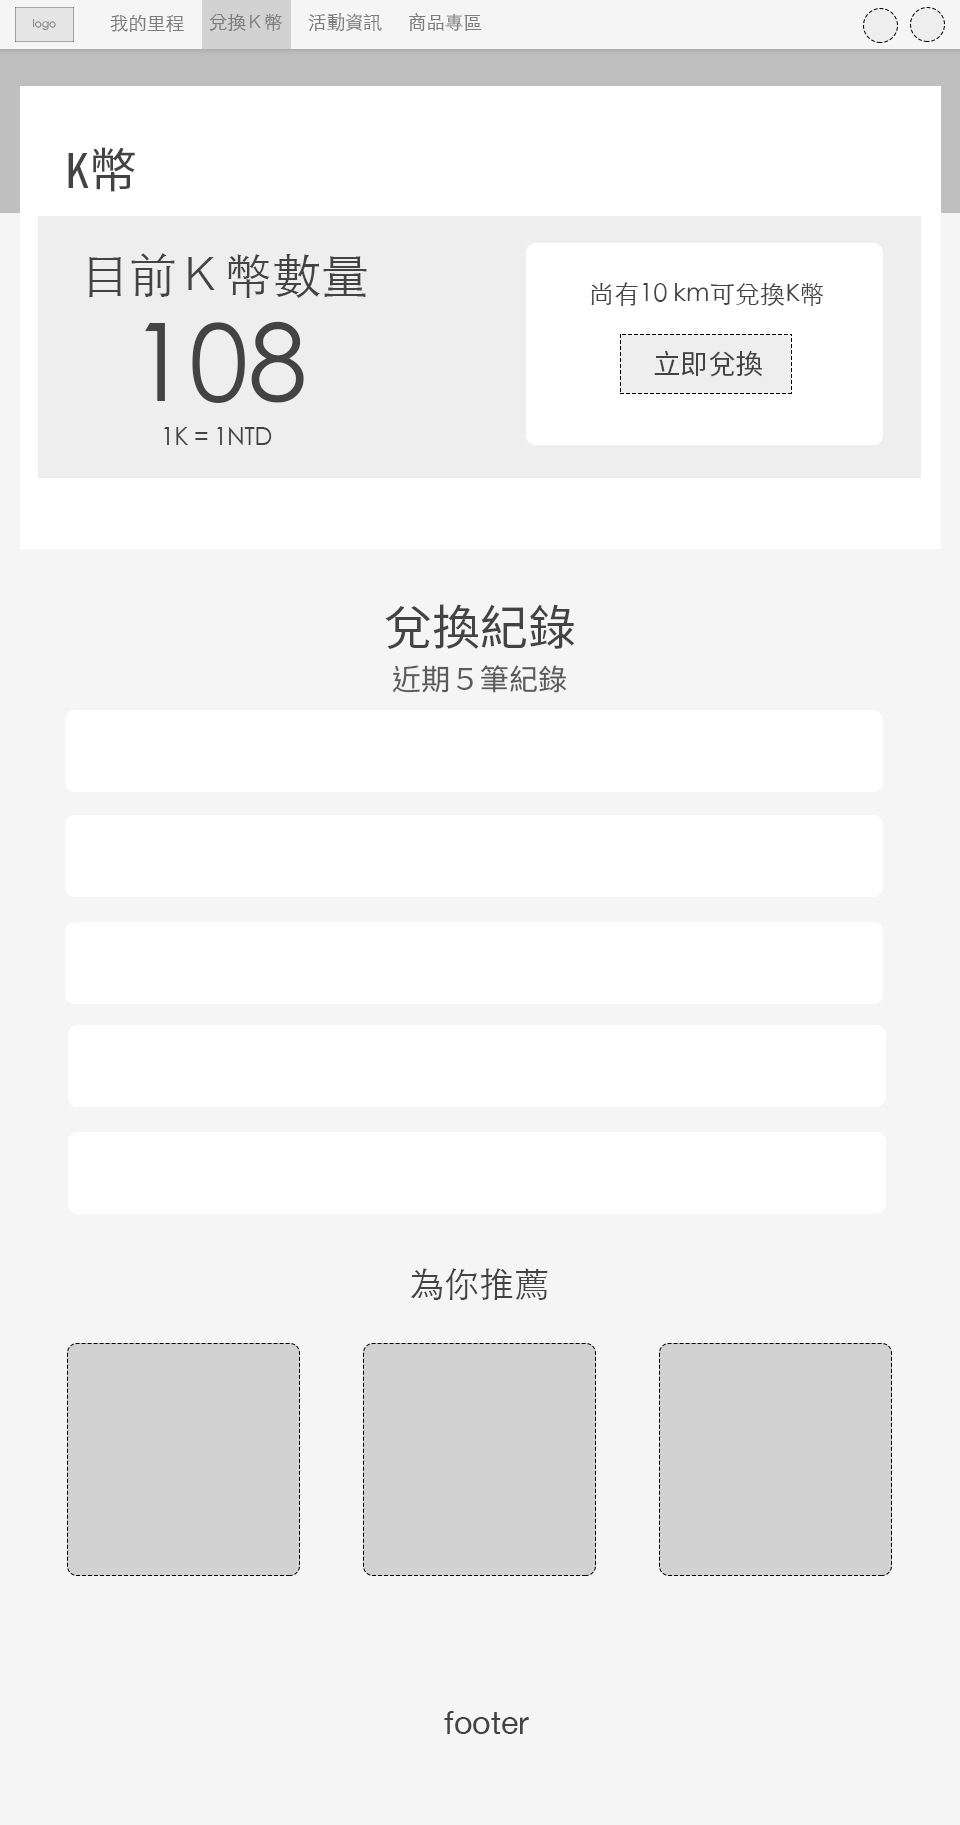 logo 我的里程 兌換K幣 活動資訊 商品專區
K幣
目前K幣數量
108
1K = 1NTD
尚有10 km可兌換K幣
立即兌換
兌換紀錄
近期5筆紀錄
為你推薦
footer